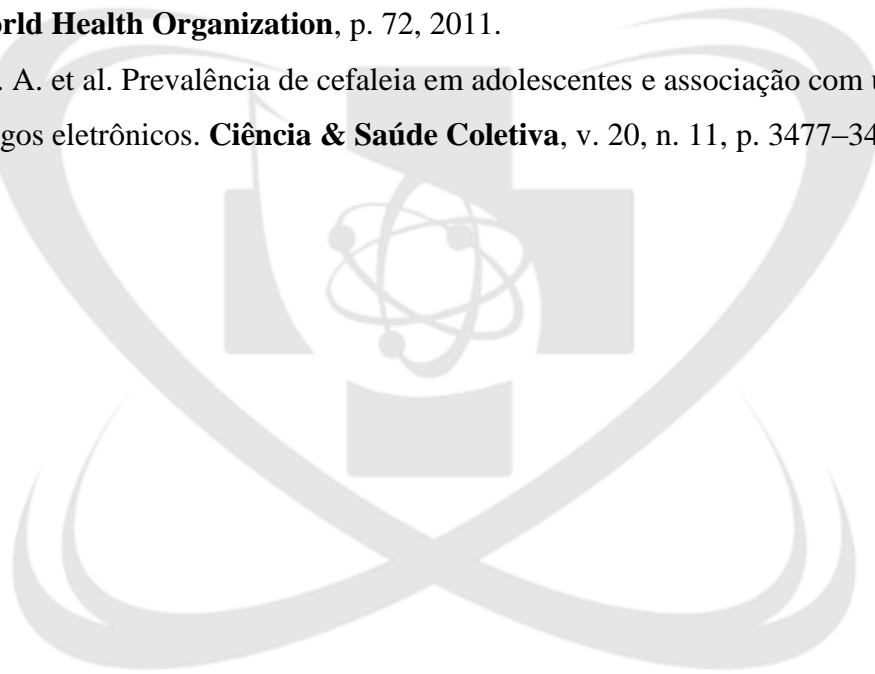 rld Health Organization, p. 72, 2011.
. A. et al. Prevalência de cefaleia em adolescentes e associação com u
gos eletrônicos. Ciência & Saúde Coletiva, v. 20, n. 11, p. 3477–34